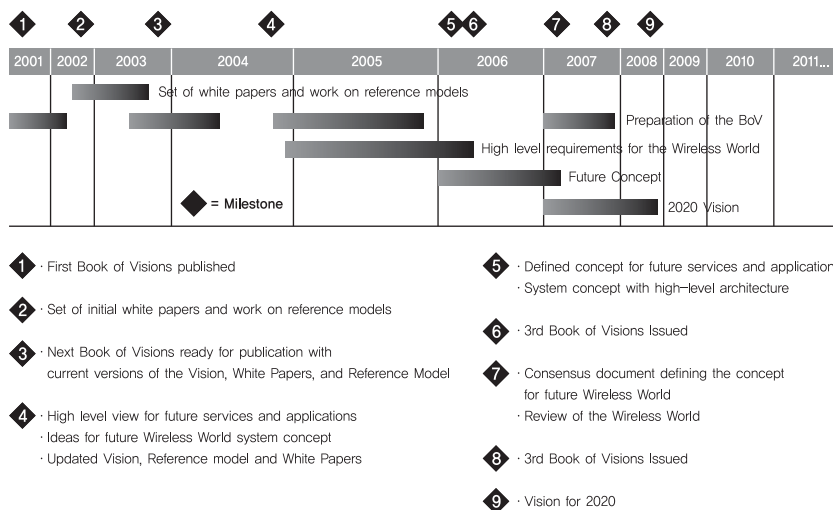 1 2 3 4 5 6 7 8 9
2001 2002 2003 2004 2005 2006 2007 2008 2009 2010 2011...
Set of white papers and work on reference models
Preparation of the BoV
High level requirements for the Wireless World
Future Concept
◆ = Milestone
2020 Vision
1 · First Book of Visions published
2 · Set of initial white papers and work on reference models
3 · Next Book of Visions ready for publication with
current versions of the Vision, White Papers, and Reference Model
4 · High level view for future services and applications
· Ideas for future Wireless World system concept
· Updated Vision, Reference model and White Papers
5 · Defined concept for future services and application
· System concept with high-level architecture
6 · 3rd Book of Visions Issued
7 · Consensus document defining the concept
for future Wireless World
· Review of the Wireless World
8 · 3rd Book of Visions Issued
9 · Vision for 2020